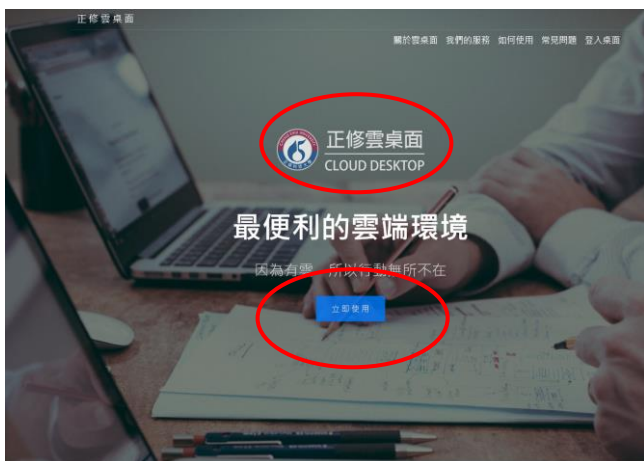 正修雲桌面
關於雲桌面 我們的服務 如何使用 常見問題 登入桌面
正修雲桌面
CLOUD DESKTOP
最便利的雲端環境
因為有雲 所以行動無所不在
立即使用